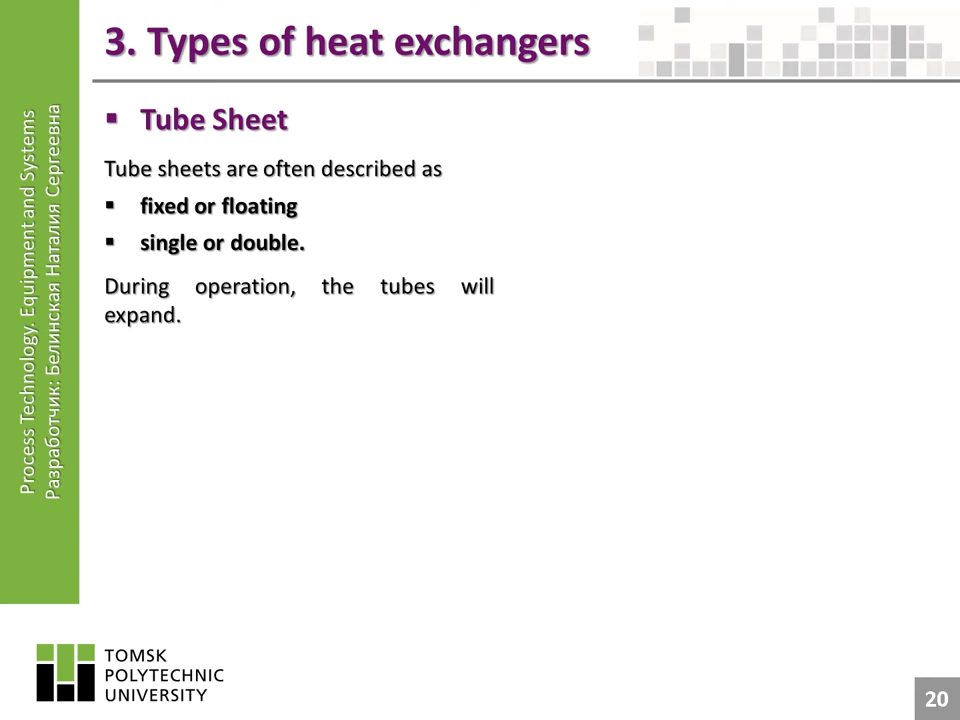 3. Types of heat exchangers
▪ Tube Sheet
Tube sheets are often described as
▪ fixed or floating
▪ single or double.
During operation, the tubes will
expand.
Process Technology. Equipment and Systems
Разработчик: Белинская Наталия Сергеевна
TOMSK
POLYTECHNIC
UNIVERSITY
20